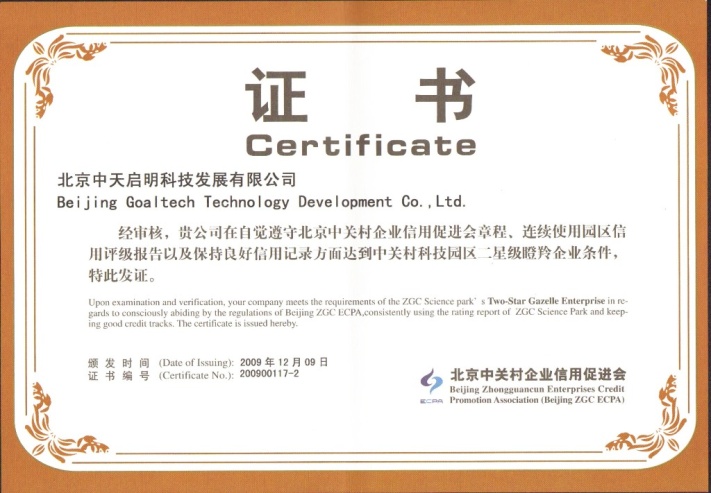 证 书
Certificate
北京中天启明科技发展有限公司
Beijing Goaltech Technology Development Co.,Ltd.
经审核，贵公司在自觉遵守北京中关村企业信用促进会章程、连续使用园区信
用评级报告以及保持良好信用记录方面达到中关村科技园区二星级瞪羚企业条件，
特此发证。
Upon examination and verification, your company meets the requirements of the ZGC Science park’s Two-Star Gazelle Enterprise in re-
gards to consciously abiding by the regulations of Beijing ZGC ECPA,consistently using the rating report of ZGC Science Park and keep-
ing good credit tracks. The certificate is issued hereby.
颁发时间 (Date of Issuing): 2009 年 12 月 09 日
证书编号 (Certificate No.): 200900117-2
ECPA
北京中关村企业信用促进会
Beijing Zhongguancun Enterprises Credit
Promotion Association (Beijing ZGC ECPA)